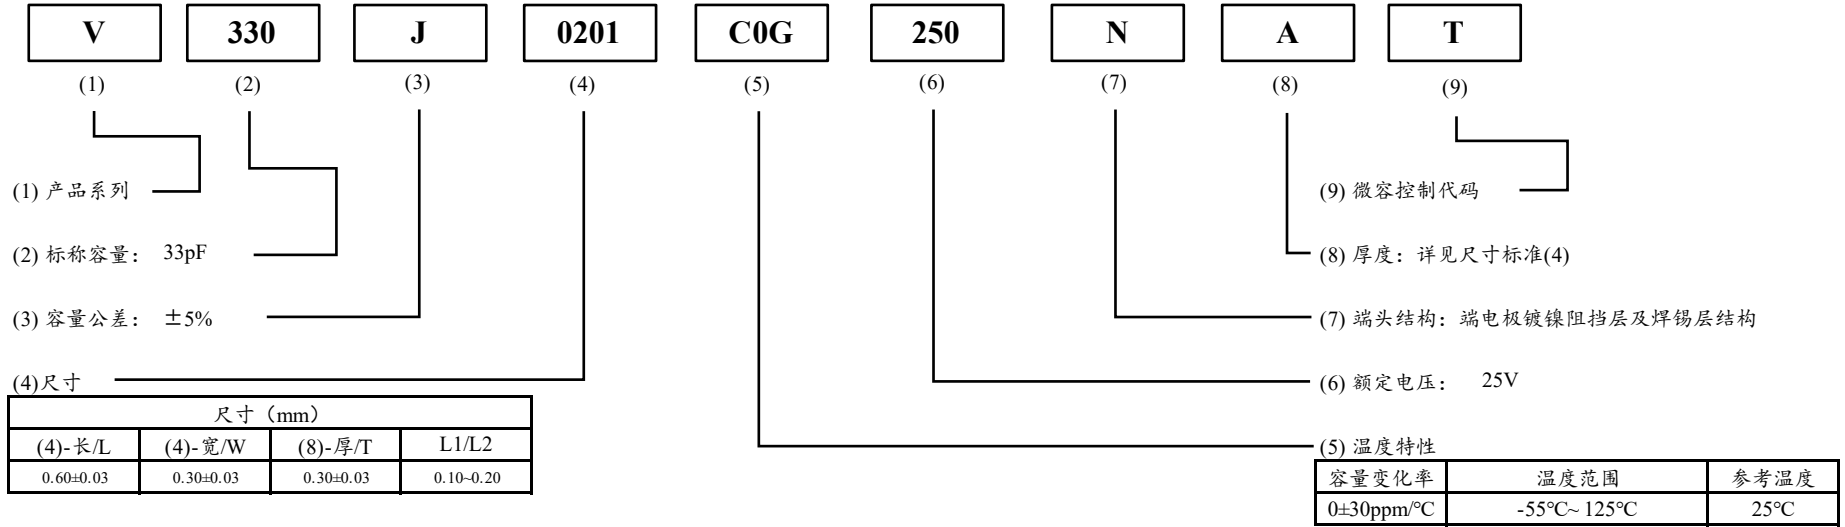 V 330 J 0201 C0G 250 N A T
(1) (2) (3) (4) (5) (6) (7) (8) (9)
(1) 产品系列
(9) 微容控制代码
(2) 标称容量： 33pF
(8) 厚度：详见尺寸标准(4)
(3) 容量公差： ±5%
(7) 端头结构：端电极镀镍阻挡层及焊锡层结构
(4)尺寸
(6) 额定电压： 25V
尺寸（mm）
(4)-长/L (4)-宽/W (8)-厚/T L1/L2
0.60±0.03 0.30±0.03 0.30±0.03 0.10~0.20
(5) 温度特性
容量变化率 温度范围 参考温度
0±30ppm/°C -55°C~ 125°C 25°C